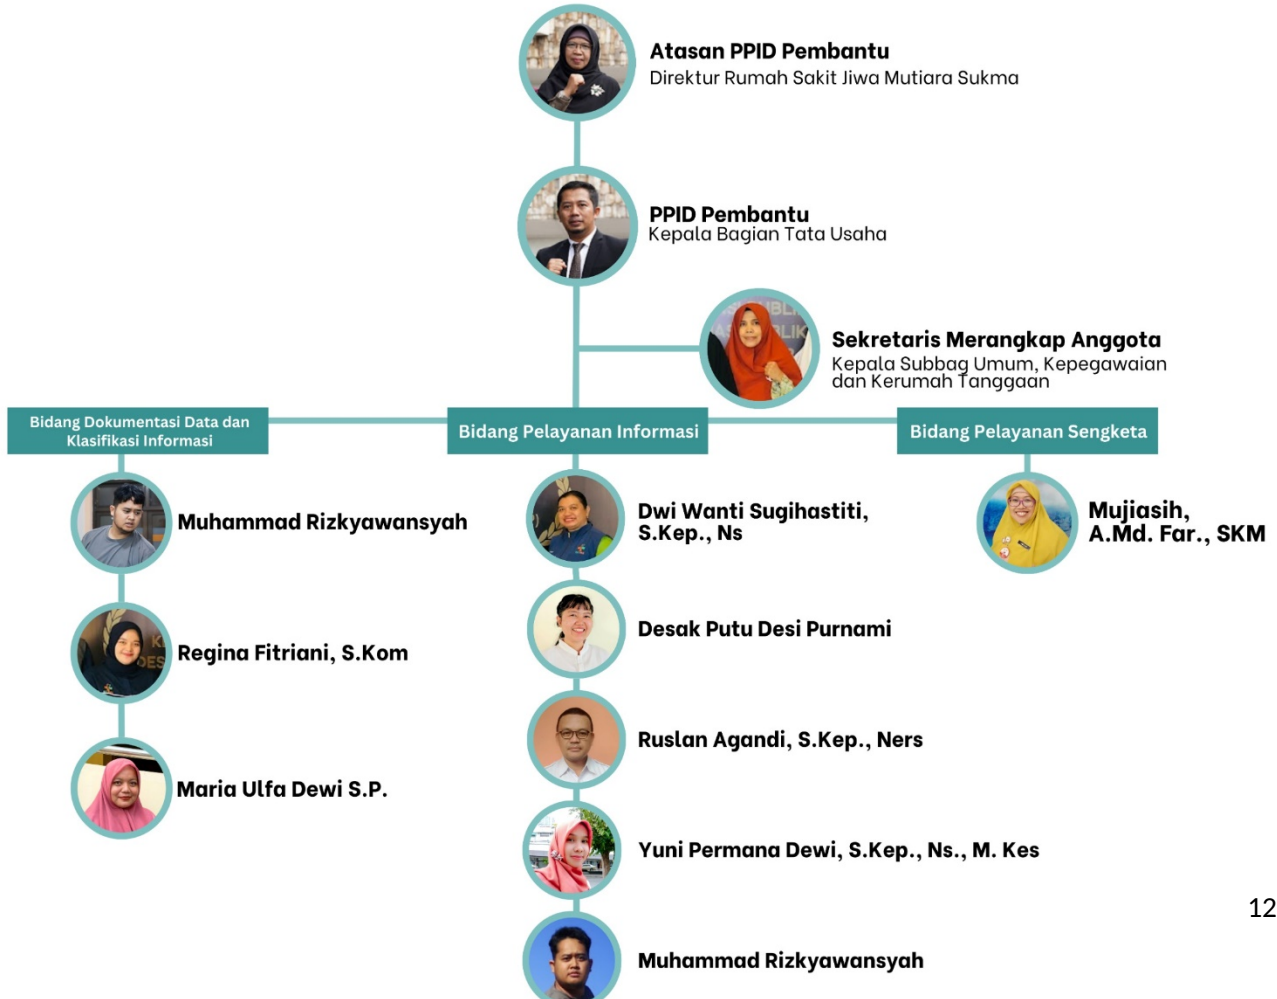 Atasan PPID Pembantu
Direktur Rumah Sakit Jiwa Mutiara Sukma
PPID Pembantu
Kepala Bagian Tata Usaha
Sekretaris Merangkap Anggota
Kepala Subbag Umum, Kepegawaian
dan Kerumah Tanggaan
Bidang Dokumentasi Data dan
Klasifikasi Informasi
Bidang Pelayanan Informasi
Bidang Pelayanan Sengketa
Muhammad Rizkyawansyah
Regina Fitriani, S.Kom
Maria Ulfa Dewi S.P.
Dwi Wanti Sugihastiti,
S.Kep., Ns
Desak Putu Desi Purnami
Ruslan Agandi, S.Kep., Ners
Yuni Permana Dewi, S.Kep., Ns., M. Kes
Muhammad Rizkyawansyah
Mujiasih,
A.Md. Far., SKM
12